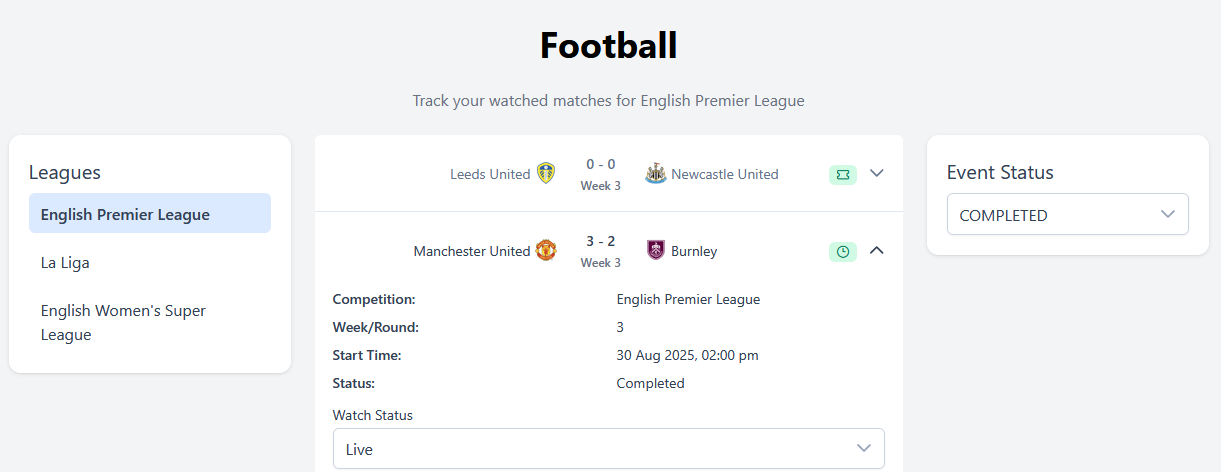 Football
Track your watched matches for English Premier League
Leagues
English Premier League
La Liga
English Women's Super
League
Leeds United 0 - 0 Newcastle United
Week 3
Manchester United 3 - 2 Burnley
Week 3
Competition: English Premier League
Week/Round: 3
Start Time: 30 Aug 2025, 02:00 pm
Status: Completed
Watch Status
Live
Event Status
COMPLETED